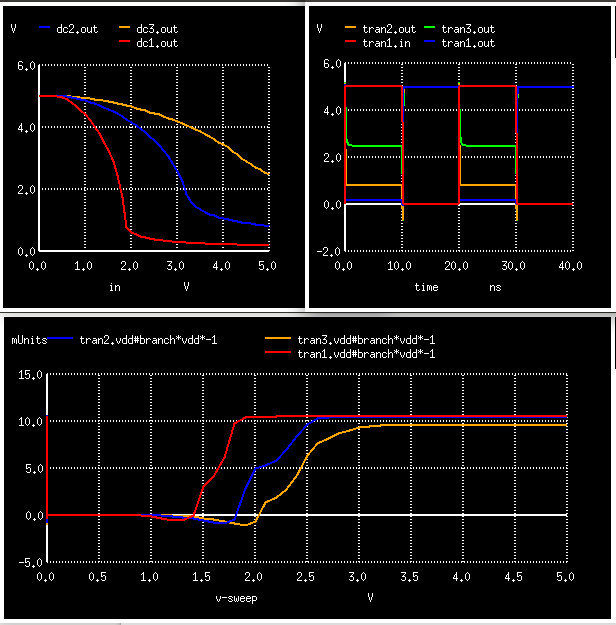 V dc2.out dc3.out
dc1.out
6.0
4.0
2.0
0.0
0.0 1.0 2.0 3.0 4.0 5.0
in V
V tran2.out tran3.out
tran1.in tran1.out
6.0
4.0
2.0
0.0
-2.0
0.0 10.0 20.0 30.0 40.0
time ns
mUnits tran2.vdd#branch*vdd*-1 tran3.vdd#branch*vdd*-1
tran1.vdd#branch*vdd*-1
15.0
10.0
5.0
0.0
-5.0
0.0 0.5 1.0 1.5 2.0 2.5 3.0 3.5 4.0 4.5 5.0
v-sweep V